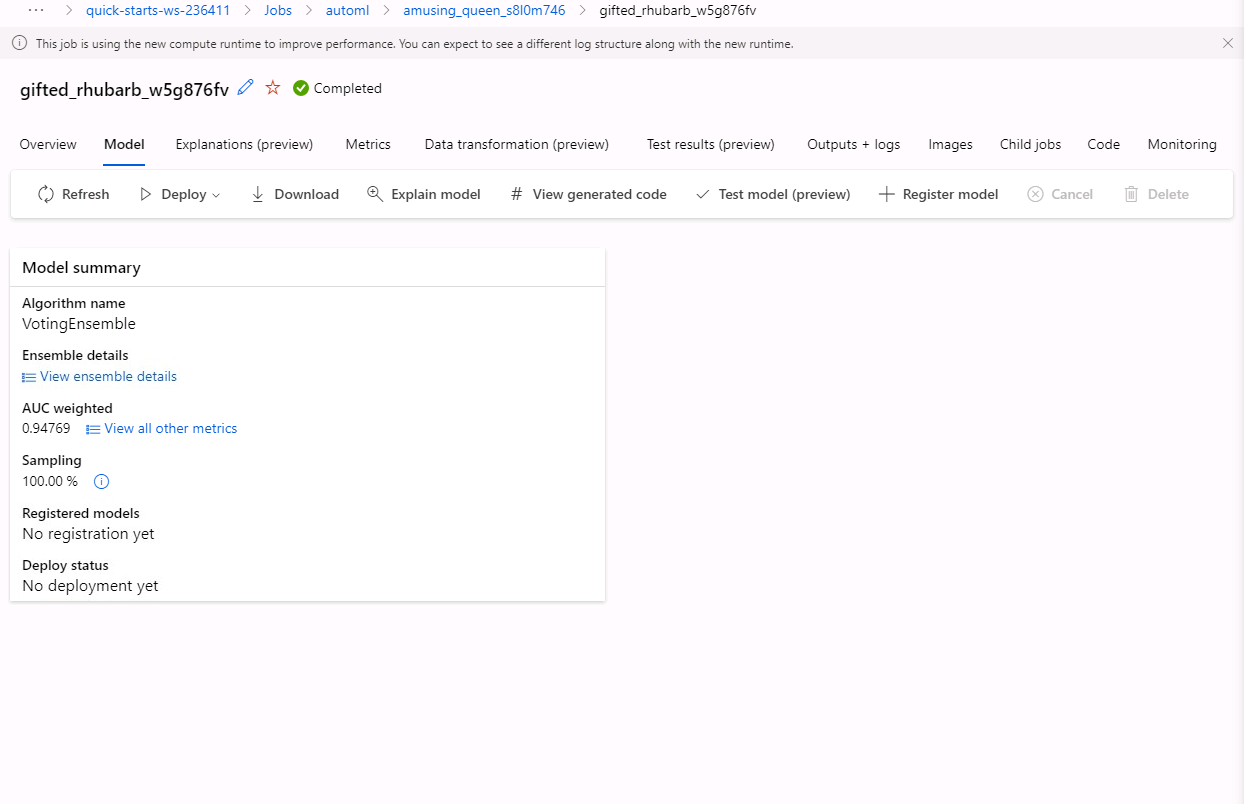 ··· > quick-starts-ws-236411 > Jobs > automl > amusing_queen_s8l0m746 > gifted_rhubarb_w5g876fv
This job is using the new compute runtime to improve performance. You can expect to see a different log structure along with the new runtime.
gifted_rhubarb_w5g876fv Completed
Overview Model Explanations (preview) Metrics Data transformation (preview) Test results (preview) Outputs + logs Images Child jobs Code Monitoring
Refresh Deploy Download Explain model # View generated code Test model (preview) Register model Cancel Delete
Model summary
Algorithm name
VotingEnsemble
Ensemble details
View ensemble details
AUC weighted
0.94769 View all other metrics
Sampling
100.00 %
Registered models
No registration yet
Deploy status
No deployment yet